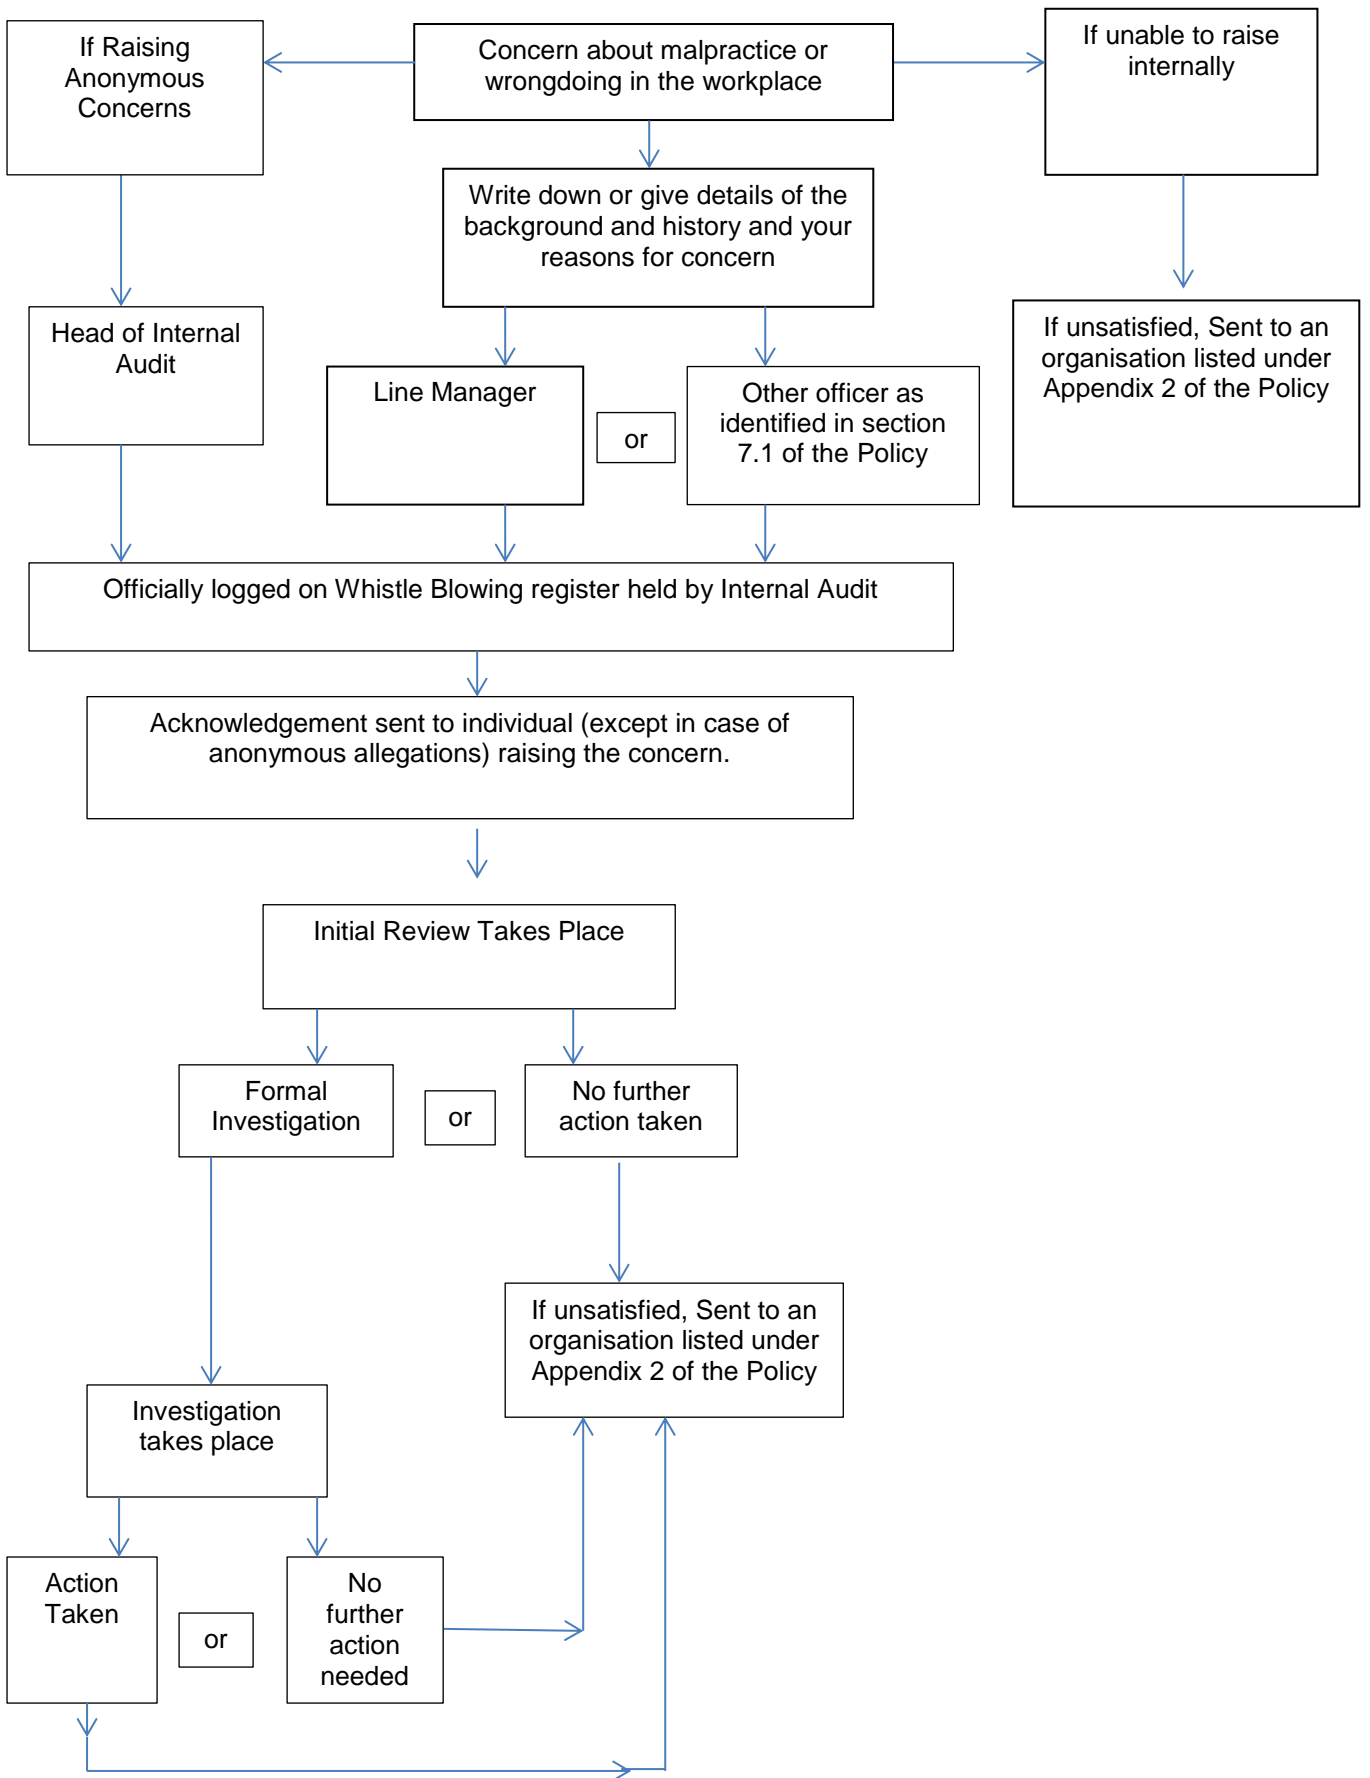 If Raising
Anonymous
Concerns
Concern about malpractice or
wrongdoing in the workplace
If unable to raise
internally
Write down or give details of the
background and history and your
reasons for concern
Head of Internal
Audit
If unsatisfied, Sent to an
organisation listed under
Appendix 2 of the Policy
Line Manager
or
Other officer as
identified in section
7.1 of the Policy
Officially logged on Whistle Blowing register held by Internal Audit
Acknowledgement sent to individual (except in case of
anonymous allegations) raising the concern.
Initial Review Takes Place
Formal
Investigation
or
No further
action taken
If unsatisfied, Sent to an
organisation listed under
Appendix 2 of the Policy
Investigation
takes place
Action
Taken
or
No
further
action
needed